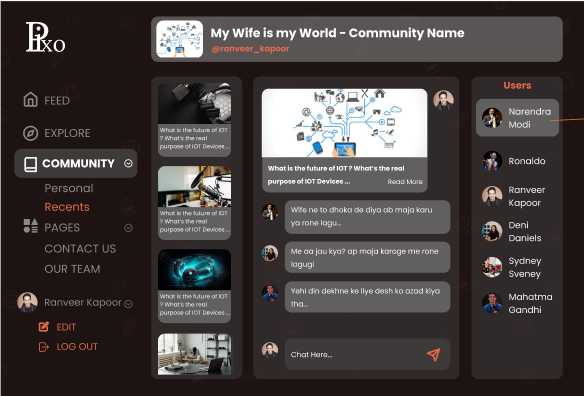 Pixo
FEED
EXPLORE
COMMUNITY
Personal
Recents
PAGES
CONTACT US
OUR TEAM
Ranveer Kapoor
EDIT
LOG OUT
My Wife is my World - Community Name
@ranveer_kapoor
What is the future of IOT
? What's the real
purpose of IOT Devices ...
What is the future of IOT
? What's the real
purpose of IOT Devices ...
What is the future of IOT
? What's the real
purpose of IOT Devices ...
What is the future of IOT ? What's the real
purpose of IOT Devices ...
Read More
Wife ne to dhoka de diya ab maja karu
ya rone lagu...
Me aa jau kya? ap maja karoge me rone
lagugi
Yehi din dekhne ke liye desh ko azad kiya
tha...
Chat Here...
Users
Narendra
Modi
Ronaldo
Ranveer
Kapoor
Deni
Daniels
Sydney
Sveney
Mahatma
Gandhi